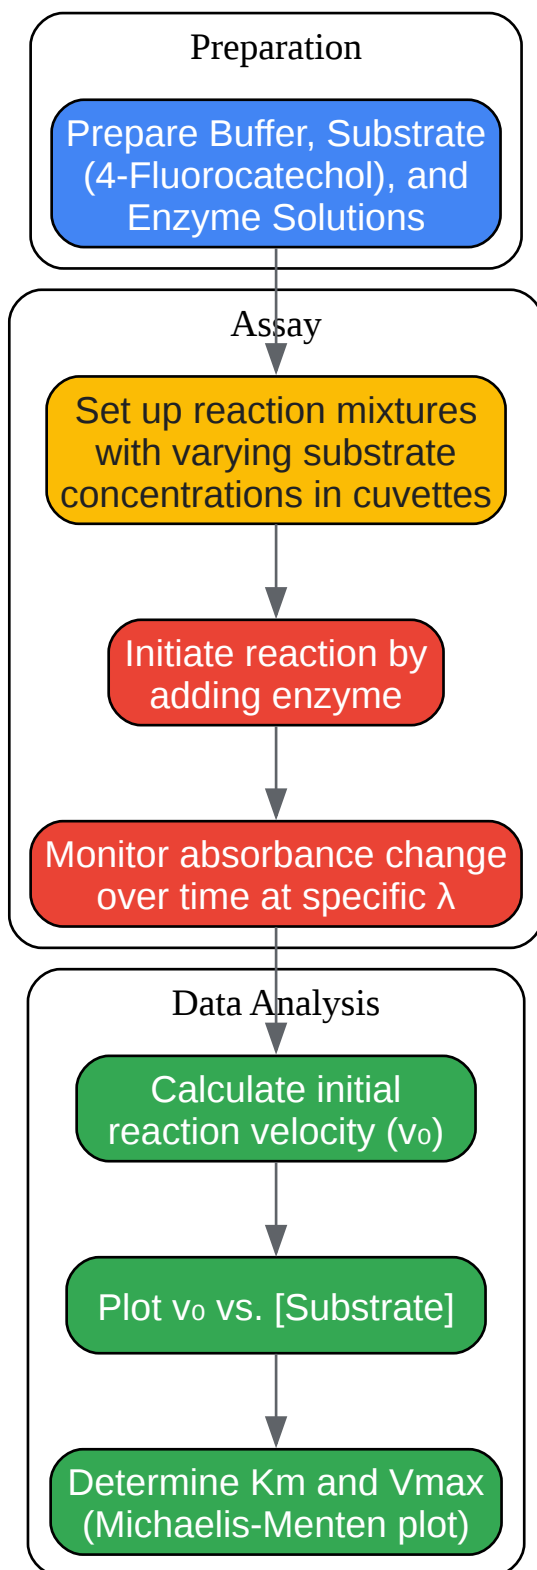 Preparation
Prepare Buffer, Substrate
(4-Fluorocatechol), and
Enzyme Solutions
Assay
Set up reaction mixtures
with varying substrate
concentrations in cuvettes
Initiate reaction by
adding enzyme
Monitor absorbance change
over time at specific λ
Data Analysis
Calculate initial
reaction velocity (v₀)
Plot v₀ vs. [Substrate]
Determine Km and Vmax
(Michaelis-Menten plot)